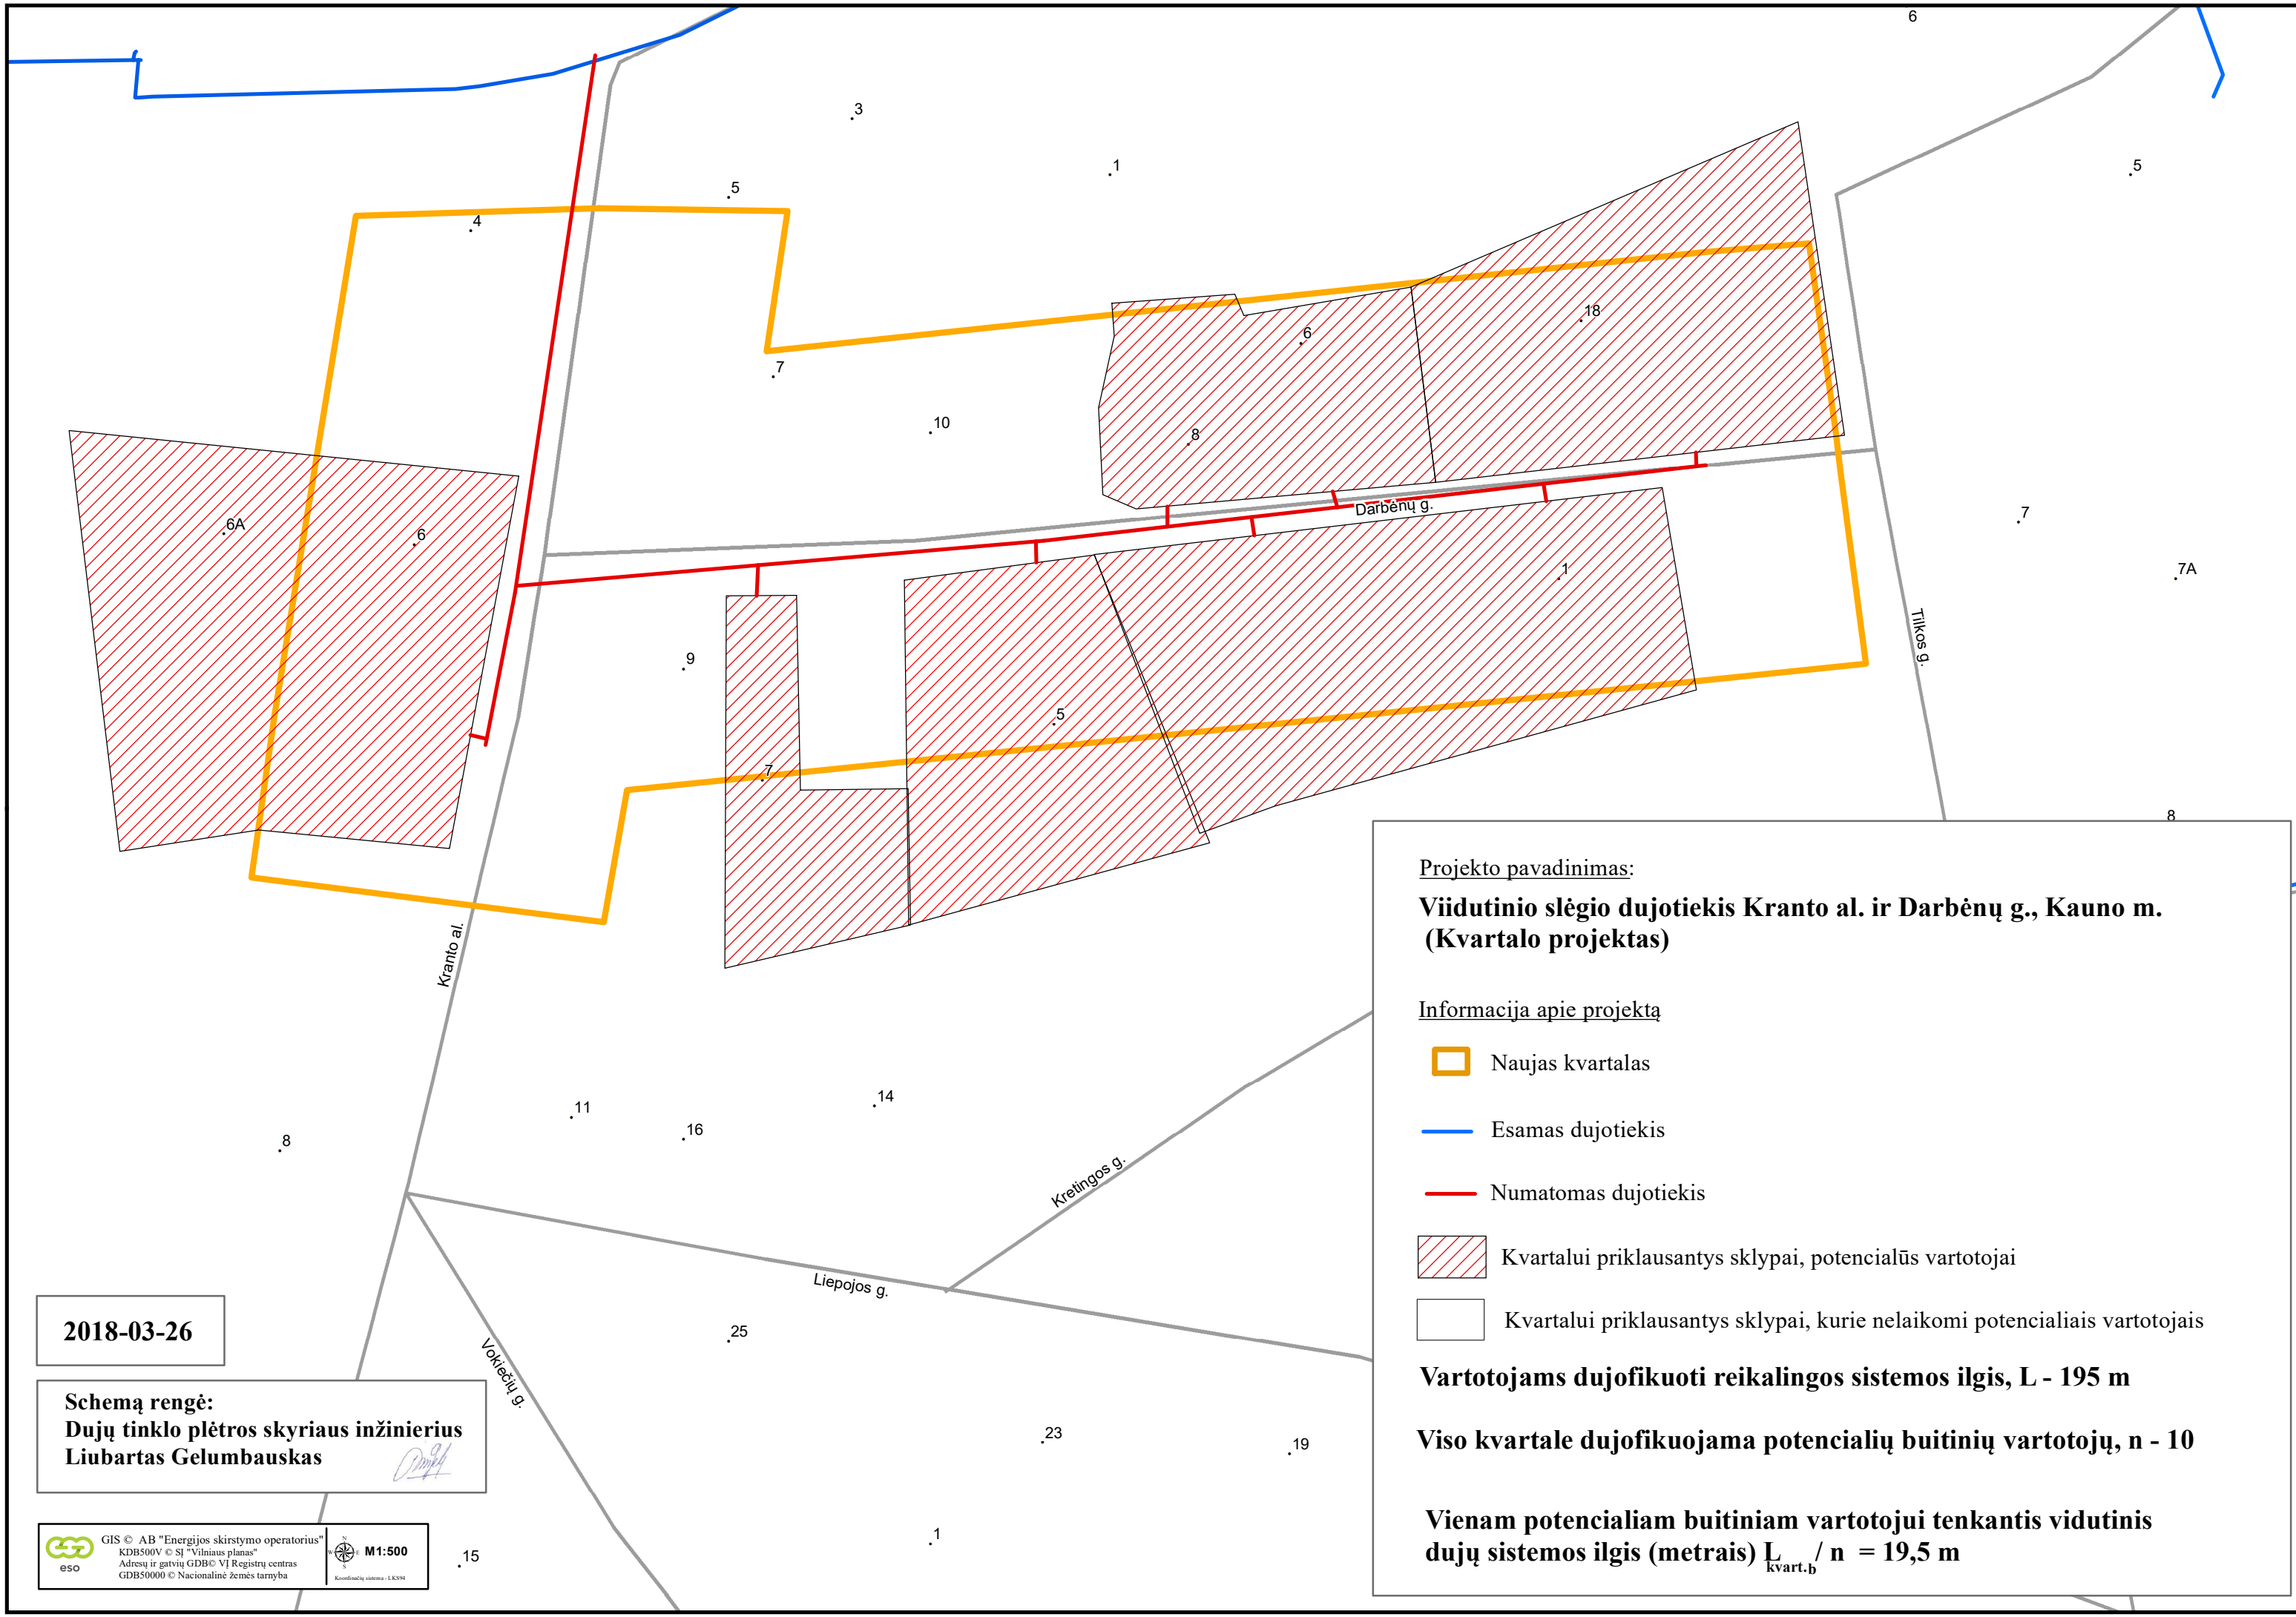 6
3
1
5
5
4
18
6
7
10
8
Darbėnų g.
6A
6
7
1
7A
Tilkos g.
9
5
7
8
Kranto al.
11
16
14
8
Kretingos g.
Liepojos g.
Vokiečių g.
25
23
19
1
15
Projekto pavadinimas:
Viidutinio slėgio dujotiekis Kranto al. ir Darbėnų g., Kauno m.
(Kvartalo projektas)
Informacija apie projektą
Naujas kvartalas
Esamas dujotiekis
Numatomas dujotiekis
Kvartalui priklausantys sklypai, potencialūs vartotojai
Kvartalui priklausantys sklypai, kurie nelaikomi potencialiais vartotojais
Vartotojams dujofikuoti reikalingos sistemos ilgis, L - 195 m
Viso kvartale dujofikuojama potencialių buitinių vartotojų, n - 10
Vienam potencialiam buitiniam vartotojui tenkantis vidutinis
dujų sistemos ilgis (metrais) L kvart.b / n = 19,5 m
2018-03-26
Schemą rengė:
Dujų tinklo plėtros skyriaus inžinierius
Liubartas Gelumbauskas
eso
GIS © AB "Energijos skirstymo operatorius"
KDB500V © SĮ "Vilniaus planas"
Adresų ir gatvių GDB© VĮ Registrų centras
GDB50000 © Nacionalinė žemės tarnyba
N
W E
S
M1:500
Koordinačių sistema - LKS94